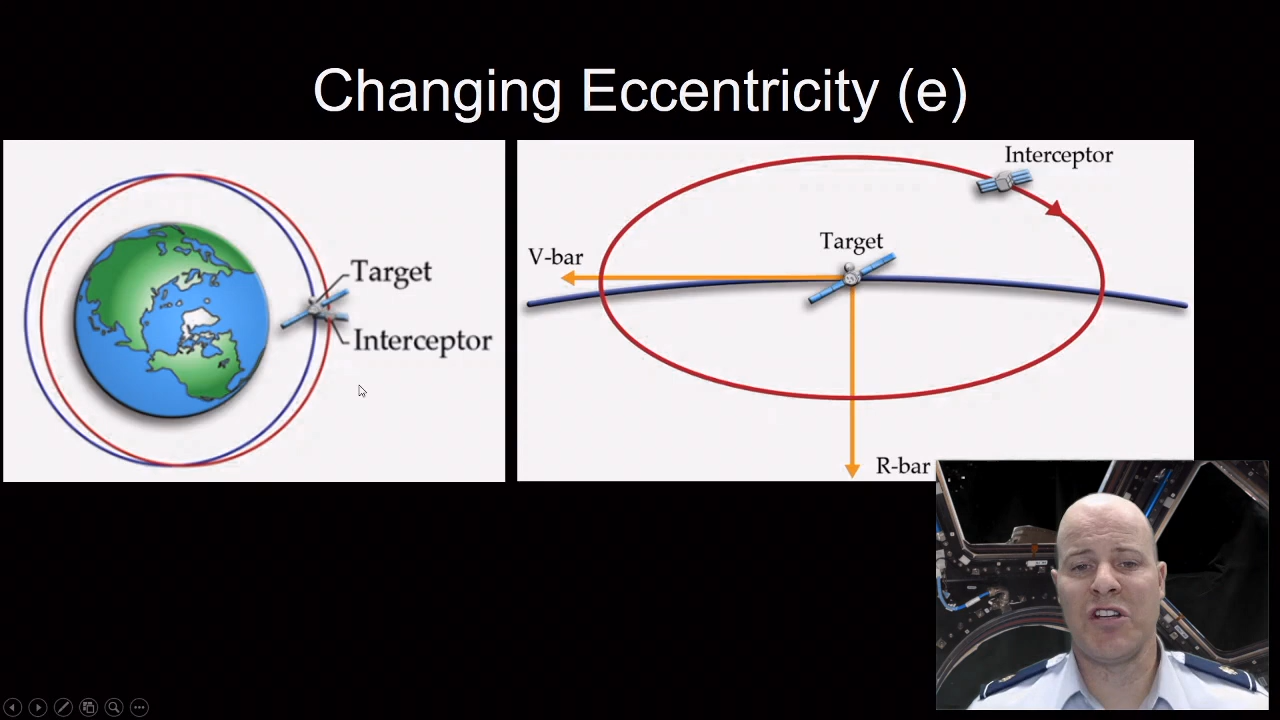 Changing Eccentricity (e)
Target
Interceptor
Interceptor
Target
V-bar
R-bar